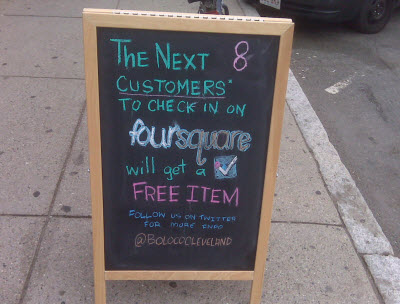 The Next 8
Customers*
to check in on
foursquare
will get a
FREE ITEM
Follow us on Twitter
for more info
@BolocoCleveland